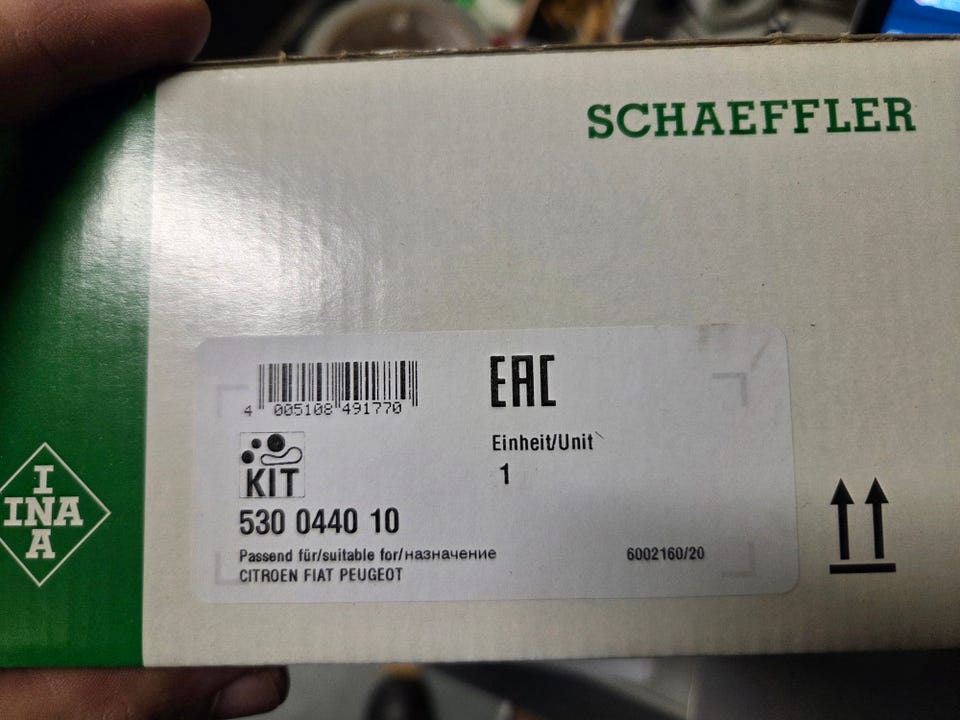 SCHAEFFLER
EAC
4 005108 491770
Einheit/Unit
1
KIT
530 0440 10
Passend für/suitable for/назначение
6002160/20
CITROEN FIAT PEUGEOT
I
INA
A